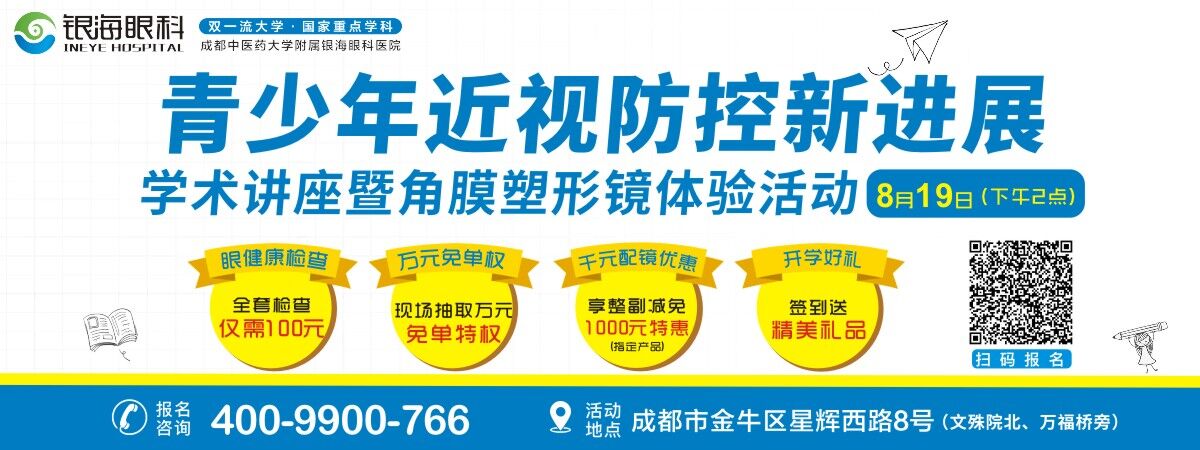 银海眼科
INEYE HOSPITAL
双一流大学·国家重点学科
成都中医药大学附属银海眼科医院
青少年近视防控新进展
学术讲座暨角膜塑形镜体验活动
8月19日(下午2点)
眼健康检查
全套检查
仅需100元
万元免单权
现场抽取万元
免单特权
千元配镜优惠
享整副减免
1000元特惠
(指定产品)
开学好礼
签到送
精美礼品
扫码报名
报名
咨询
400-9900-766
活动
地点
成都市金牛区星辉西路8号(文殊院北、万福桥旁)